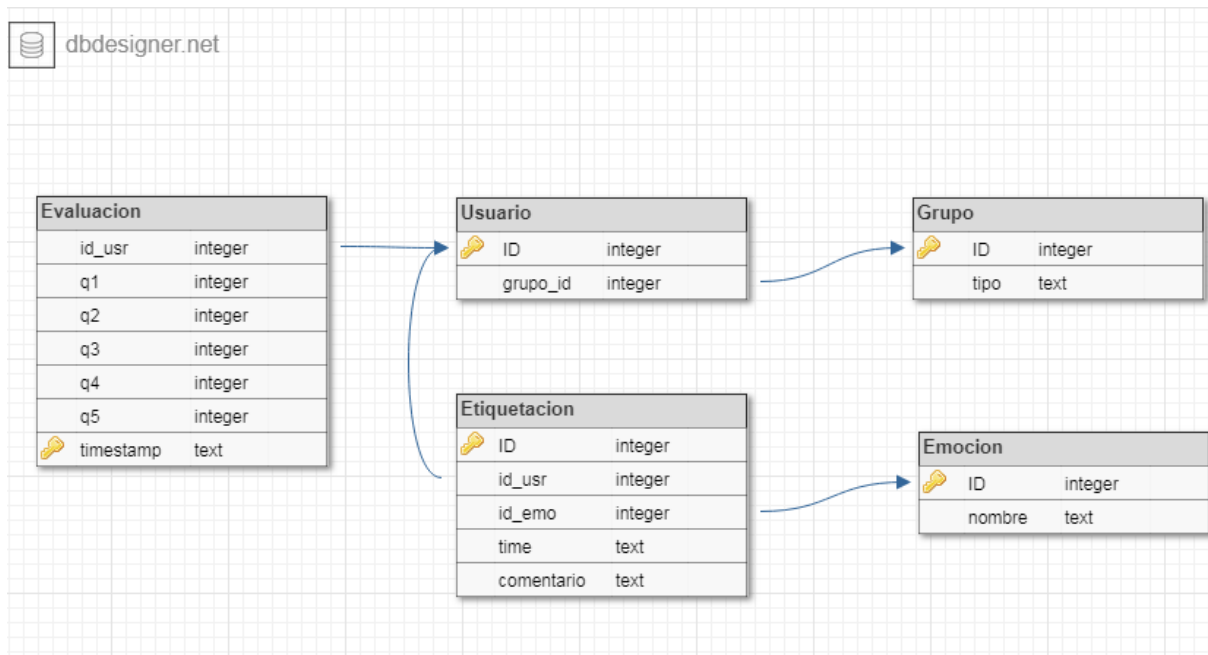 dbdesigner.net
Evaluacion
id_usr integer
q1 integer
q2 integer
q3 integer
q4 integer
q5 integer
timestamp text
Usuario
ID integer
grupo_id integer
Grupo
ID integer
tipo text
Etiquetacion
ID integer
id_usr integer
id_emo integer
time text
comentario text
Emocion
ID integer
nombre text